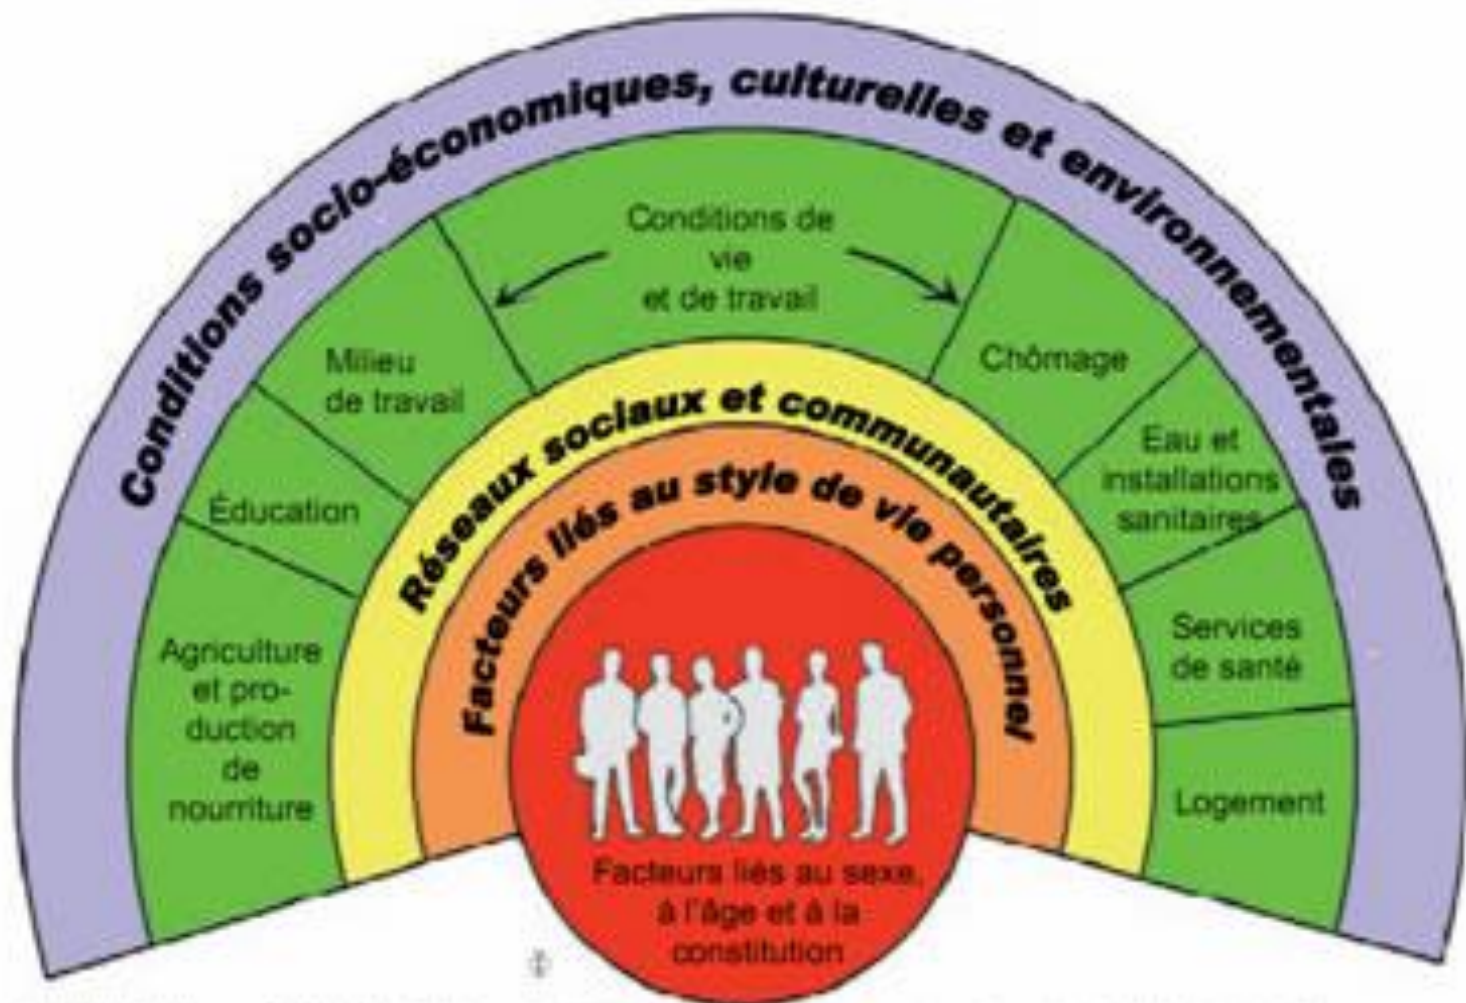 Conditions socio-économiques, culturelles et environnementales
Conditions de
vie
et de travail
Milieu
de travail
Éducation
Agriculture
et pro-
duction
de
nourriture
Chômage
Eau et
installations
sanitaires
Services
de santé
Logement
Réseaux sociaux et communautaires
Facteurs liés au style de vie personnel
Facteurs liés au sexe,
à l'âge et à la
constitution